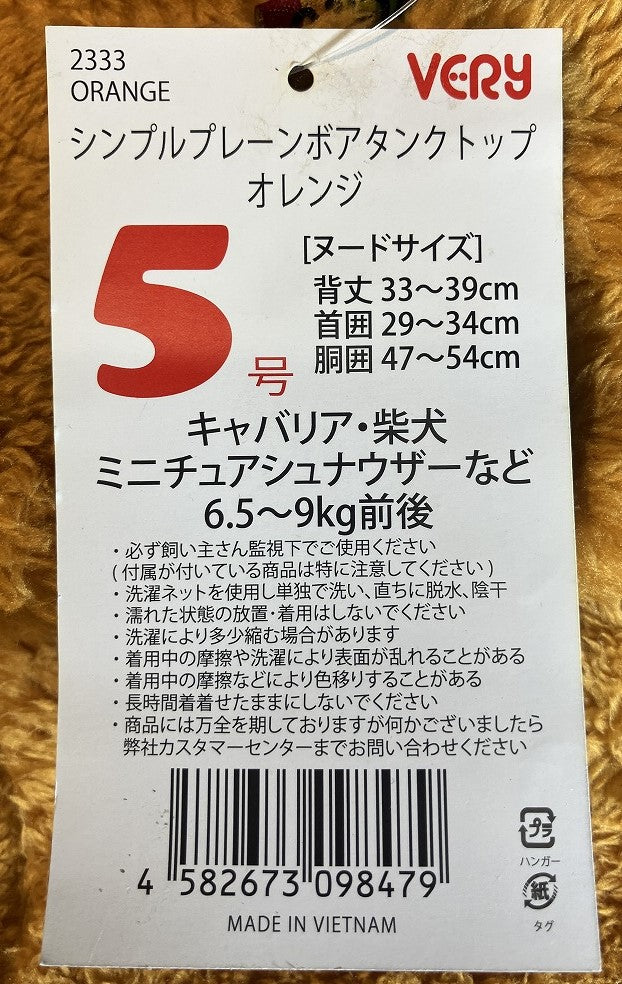 2333
ORANGE
VERY
シンプルプレーンボアタンクトップ
オレンジ
5号
[ヌードサイズ]
背丈 33〜39cm
首囲 29〜34cm
胴囲 47〜54cm
キャバリア・柴犬
ミニチュアシュナウザーなど
6.5〜9kg前後
・必ず飼い主さん監視下でご使用ください
(付属が付いている商品は特に注意してください)
・洗濯ネットを使用し単独で洗い、直ちに脱水、陰干
・濡れた状態の放置・着用はしないでください
・洗濯により多少縮む場合があります
・着用中の摩擦や洗濯により表面が乱れることがある
・着用中の摩擦などにより色移りすることがある
・長時間着着せたままにしないでください
・商品には万全を期しておりますが何かございましたら
弊社カスタマーセンターまでお問い合わせください
4 582673 098479
MADE IN VIETNAM
プラ
ハンガー
紙
タグ